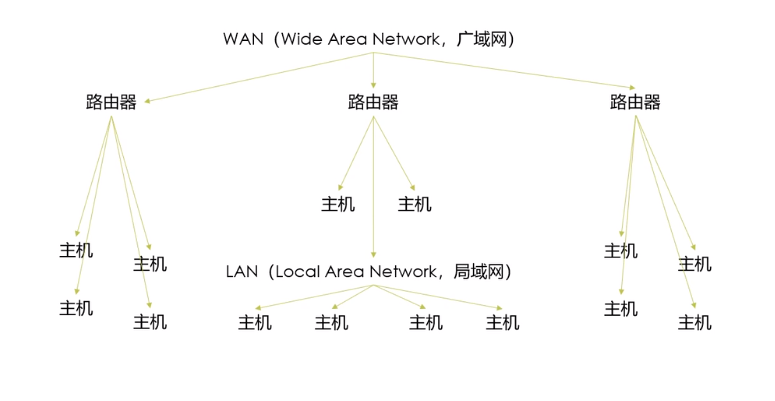 WAN（Wide Area Network，广域网）
路由器 路由器 路由器
主机 主机
主机 主机
主机 主机
LAN（Local Area Network，局域网）
主机 主机
主机 主机 主机 主机 主机 主机